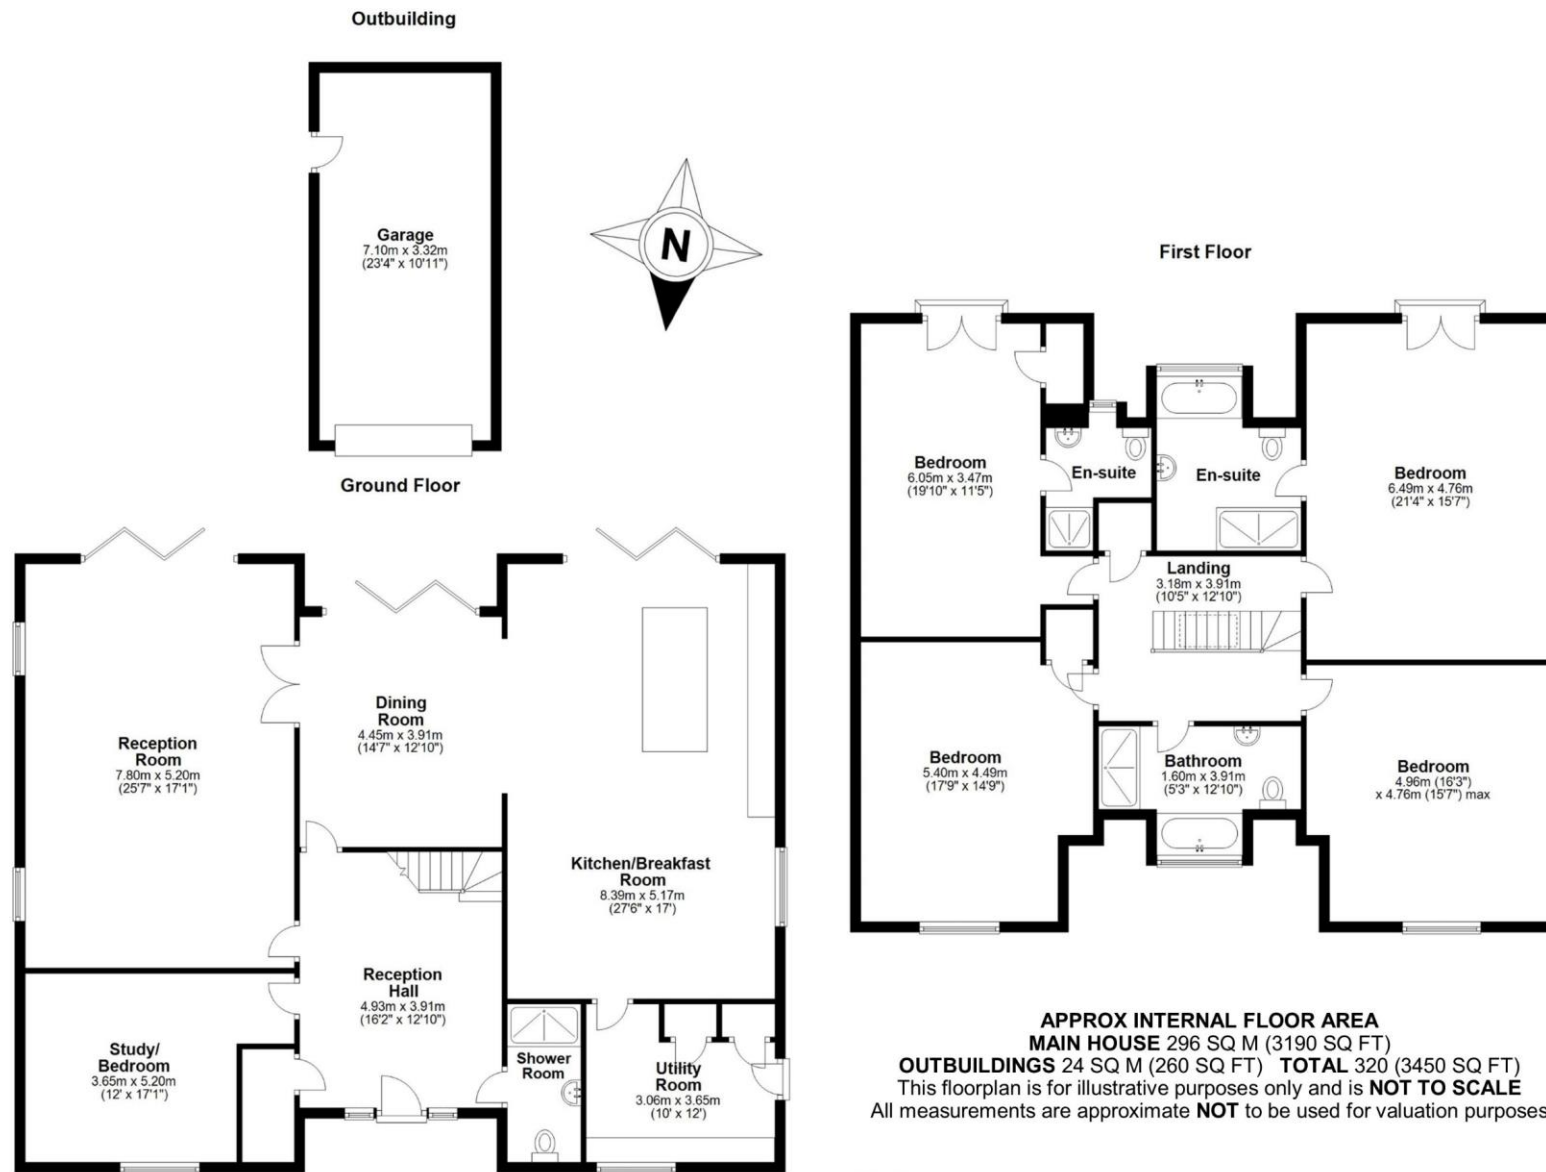 Outbuilding
Garage
7.10m x 3.32m
(23'4" x 10'11")
N
Ground Floor
Reception
Room
7.80m x 5.20m
(25'7" x 17'1")
Dining
Room
4.45m x 3.91m
(14'7" x 12'10")
Kitchen/Breakfast
Room
8.39m x 5.17m
(27'6" x 17')
Reception
Hall
4.93m x 3.91m
(16'2" x 12'10")
Study/
Bedroom
3.65m x 5.20m
(12' x 17'1")
Shower
Room
Utility
Room
3.06m x 3.65m
(10' x 12')
First Floor
Bedroom
6.05m x 3.47m
(19'10" x 11'5")
En-suite
En-suite
Bedroom
6.49m x 4.76m
(21'4" x 15'7")
Landing
3.18m x 3.91m
(10'5" x 12'10")
Bedroom
5.40m x 4.49m
(17'9" x 14'9")
Bathroom
1.60m x 3.91m
(5'3" x 12'10")
Bedroom
4.96m (16'3")
x 4.76m (15'7") max
APPROX INTERNAL FLOOR AREA
MAIN HOUSE 296 SQ M (3190 SQ FT)
OUTBUILDINGS 24 SQ M (260 SQ FT) TOTAL 320 (3450 SQ FT)
This floorplan is for illustrative purposes only and is NOT TO SCALE
All measurements are approximate NOT to be used for valuation purposes